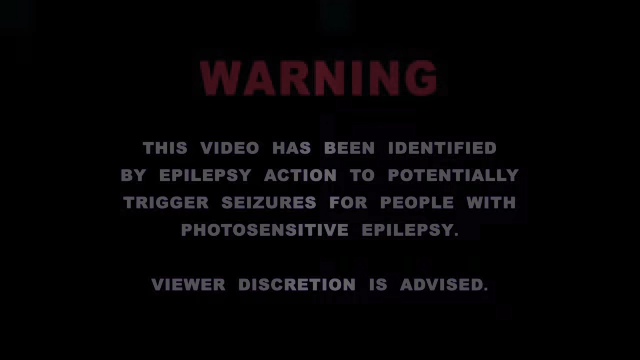 WARNING
THIS VIDEO HAS BEEN IDENTIFIED
BY EPILEPSY ACTION TO POTENTIALLY
TRIGGER SEIZURES FOR PEOPLE WITH
PHOTOSENSITIVE EPILEPSY.
VIEWER DISCRETION IS ADVISED.